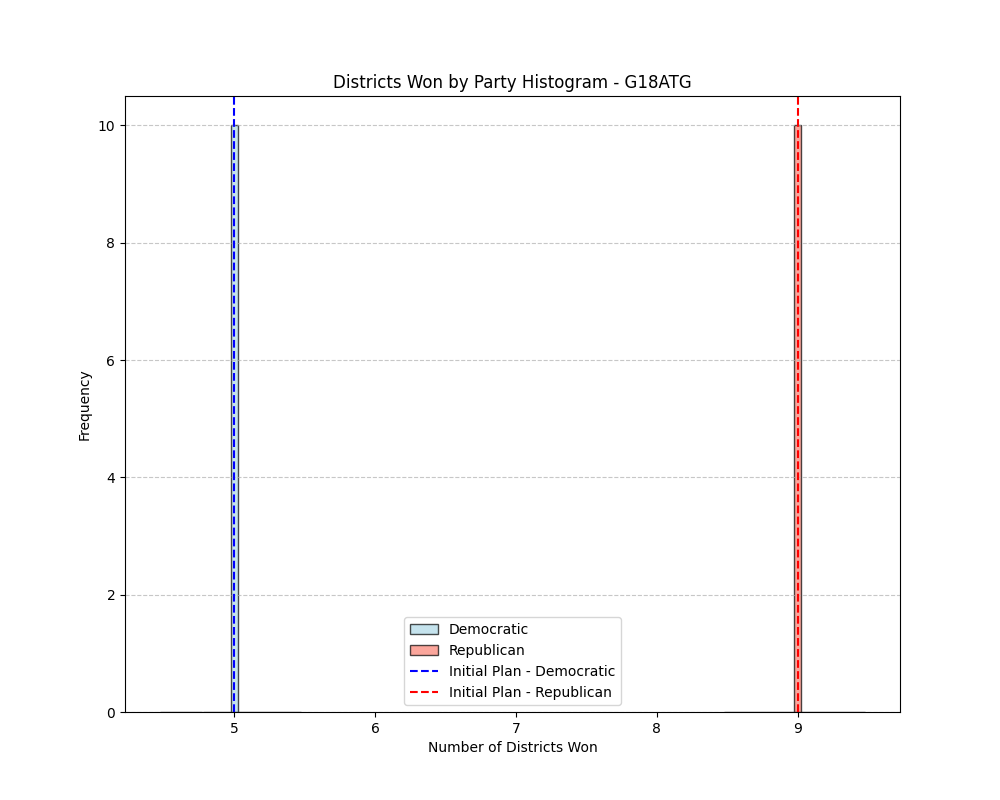 Districts Won by Party Histogram - G18ATG
Frequency
10
8
6
4
2
0
Democratic
Republican
Initial Plan - Democratic
Initial Plan - Republican
5 6 7 8 9
Number of Districts Won